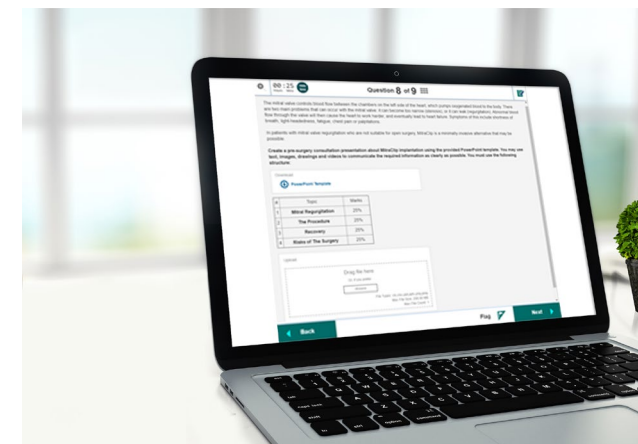 00 : 25
Question 8 of 9
The mitral valve controls blood flow between the chambers on the left side of the heart, which pumps oxygenated blood to the body. There
are two main problems that can occur with the mitral valve. It can become too narrow (stenosis), or it can leak (regurgitation). Abnormal blood
flow through the valve will then cause the heart to work harder, and eventually lead to heart failure. Symptoms of this include shortness of
breath, light-headedness, fatigue, chest pain or palpitations.
In patients with mitral valve regurgitation who are not suitable for open surgery, MitraClip is a minimally invasive alternative that may be
possible.
Create a pre-surgery consultation presentation about MitraClip implantation using the provided PowerPoint template. You may use
text, images, drawings and videos to communicate the required information as clearly as possible. You must use the following
structure:
Download
PowerPoint Template
# Topic Marks
1 Mitral Regurgitation 20%
2 The Procedure 20%
3 Recovery 20%
4 Risks of The Surgery 20%
Upload
Drag file here
Back
Flag
Next